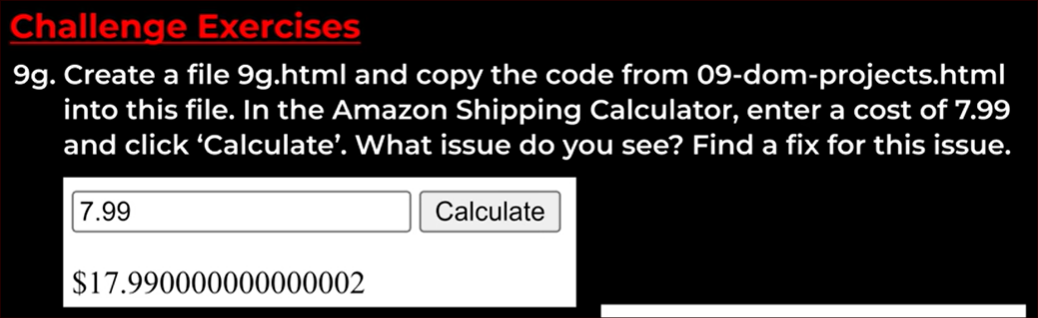 Challenge Exercises
9g. Create a file 9g.html and copy the code from 09-dom-projects.html
into this file. In the Amazon Shipping Calculator, enter a cost of 7.99
and click ‘Calculate’. What issue do you see? Find a fix for this issue.
7.99 Calculate
$17.990000000000002